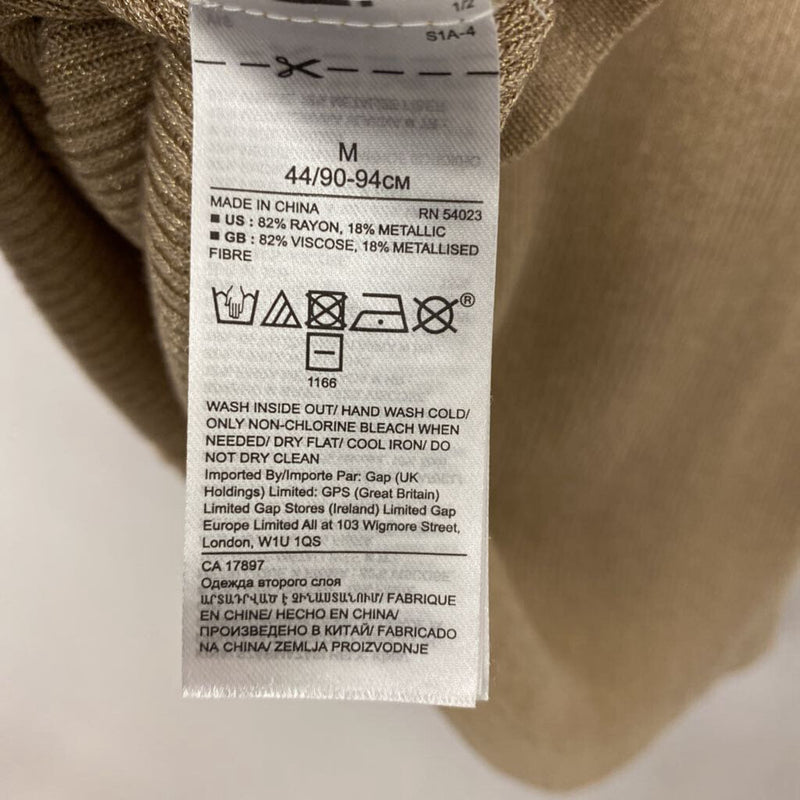 1/2
S1A-4
M
44/90-94CM
MADE IN CHINA RN 54023
■ US : 82% RAYON, 18% METALLIC
■ GB : 82% VISCOSE, 18% METALLISED
FIBRE
®
1166
WASH INSIDE OUT/ HAND WASH COLD/
ONLY NON-CHLORINE BLEACH WHEN
NEEDED/ DRY FLAT/ COOL IRON/ DO
NOT DRY CLEAN
Imported By/Importe Par: Gap (UK
Holdings) Limited: GPS (Great Britain)
Limited Gap Stores (Ireland) Limited Gap
Europe Limited All at 103 Wigmore Street,
London, W1U 1QS
CA 17897
Одежда второго слоя
ԱՐՏԱԴՐՎԱԾ Է ՉԻՆԱՍՏԱՆՈՒՄ/ FABRIQUE
EN CHINE/ HECHO EN CHINA/
ПРОИЗВЕДЕНО В КИТАЙ/ FABRICADO
NA CHINA/ ZEMLJA PROIZVODNJE